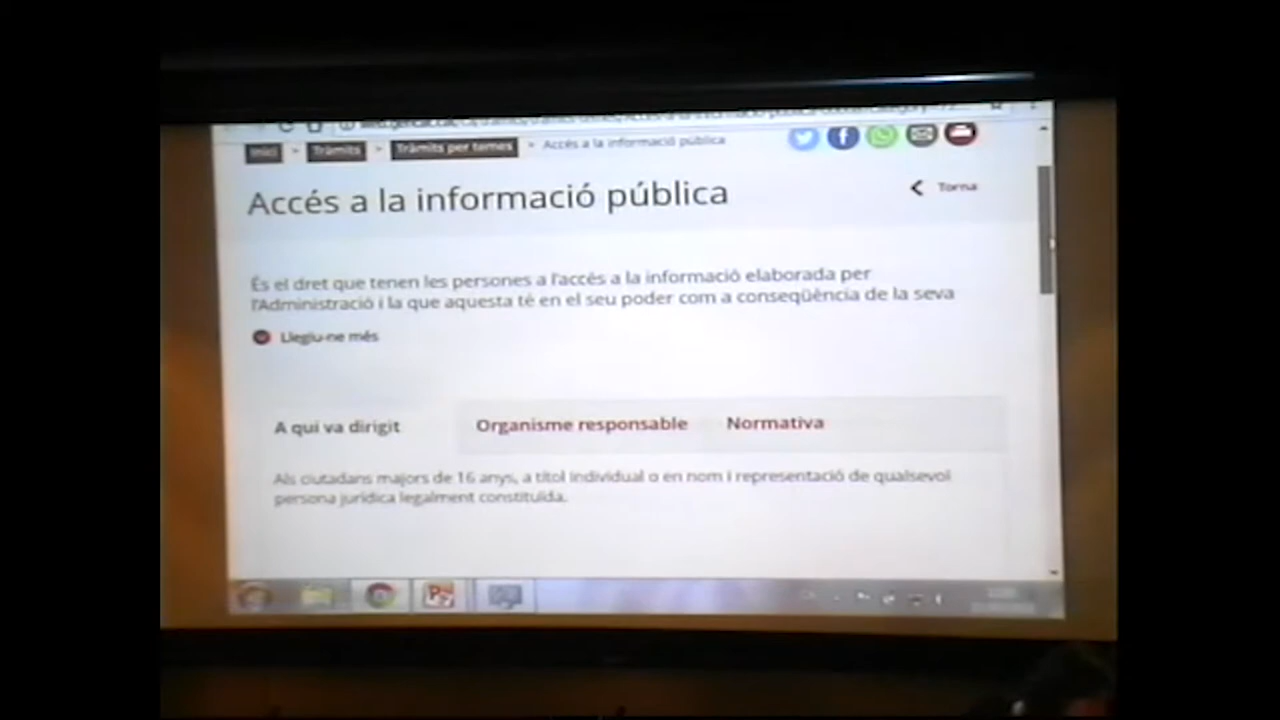 Inici > Tràmits > Tràmits per temes > Accés a la informació pública
Accés a la informació pública
Torna
És el dret que tenen les persones a l'accés a la informació elaborada per
l'Administració i la que aquesta té en el seu poder com a conseqüència de la seva
Llegiu-ne més
A qui va dirigit
Organisme responsable
Normativa
Als ciutadans majors de 16 anys, a títol individual o en nom i representació de qualsevol
persona jurídica legalment constituïda.